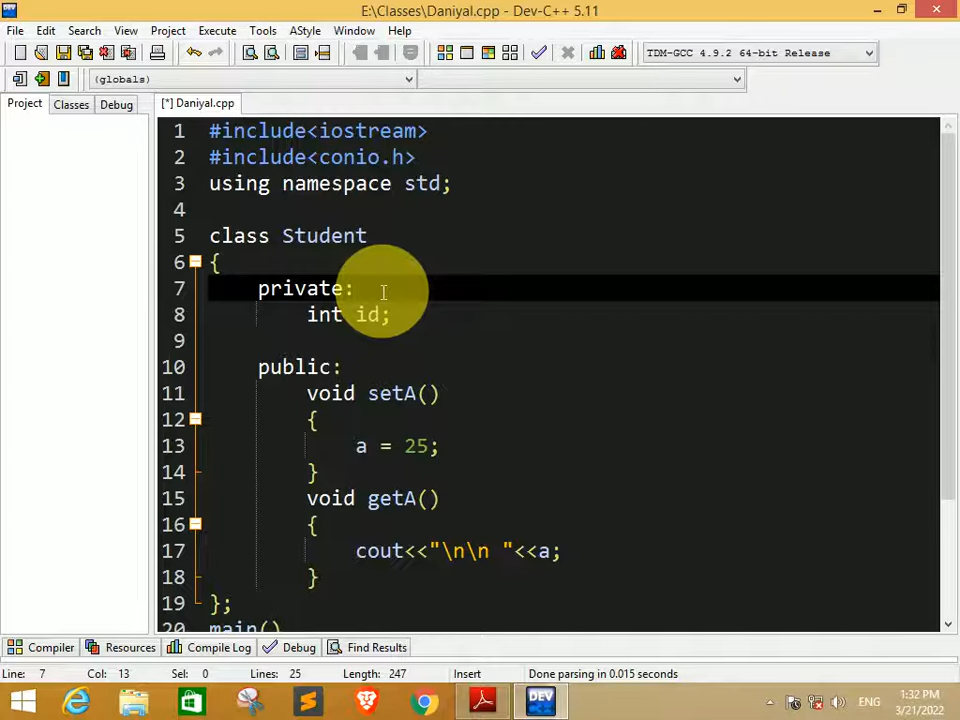 E:\Classes\Daniyal.cpp - Dev-C++ 5.11
File Edit Search View Project Execute Tools AStyle Window Help
TDM-GCC 4.9.2 64-bit Release
(globals)
Project Classes Debug [*] Daniyal.cpp
1 #include<iostream>
2 #include<conio.h>
3 using namespace std;
4
5 class Student
6 {
7 private:
8 int id;
9
10 public:
11 void setA()
12 {
13 a = 25;
14 }
15 void getA()
16 {
17 cout<<"\n\n "<<a;
18 }
19 };
20 main()
Compiler Resources Compile Log Debug Find Results
Line: 7 Col: 13 Sel: 0 Lines: 25 Length: 247 Insert Done parsing in 0.015 seconds
DEV ENG 1:32 PM
3/21/2022